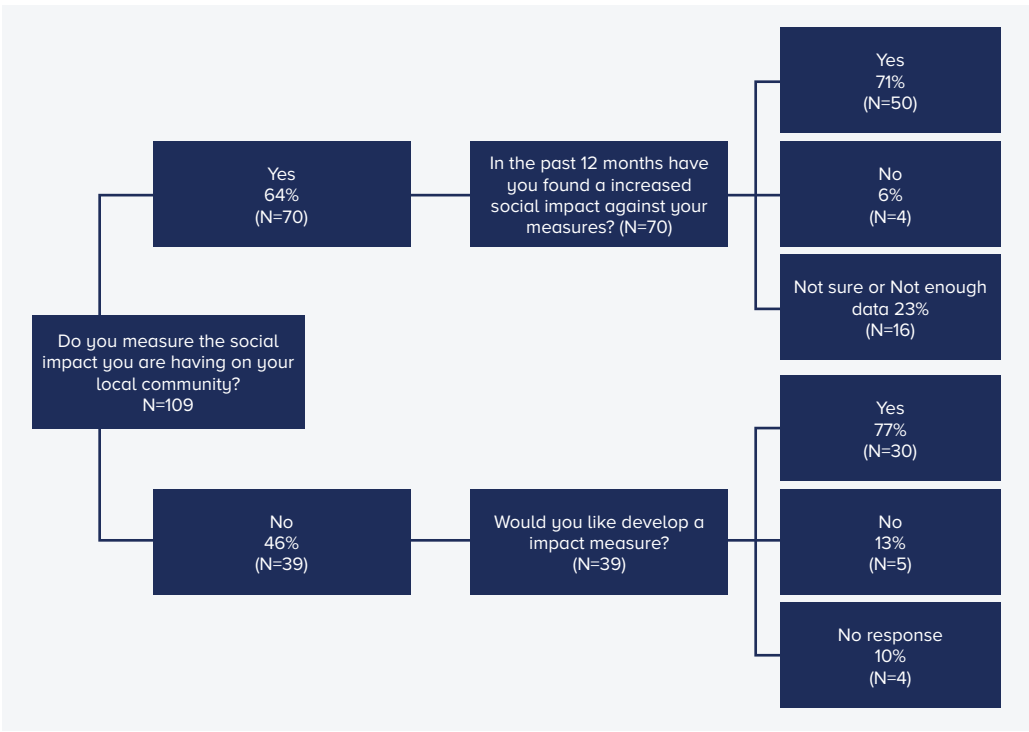 Do you measure the social
impact you are having on your
local community?
N=109
Yes
64%
(N=70)
In the past 12 months have
you found a increased
social impact against your
measures? (N=70)
Yes
71%
(N=50)
No
6%
(N=4)
Not sure or Not enough
data 23%
(N=16)
No
46%
(N=39)
Would you like develop a
impact measure?
(N=39)
Yes
77%
(N=30)
No
13%
(N=5)
No response
10%
(N=4)